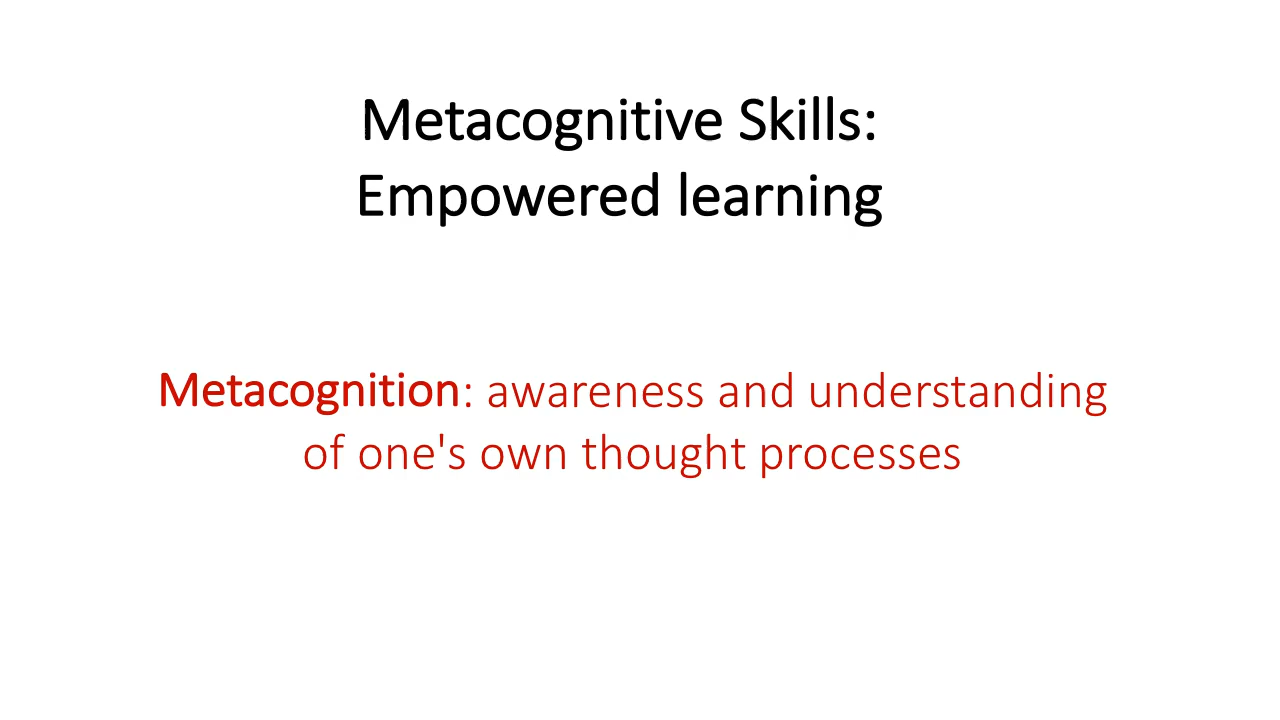 Metacognitive Skills:
Empowered learning
Metacognition: awareness and understanding
of one's own thought processes